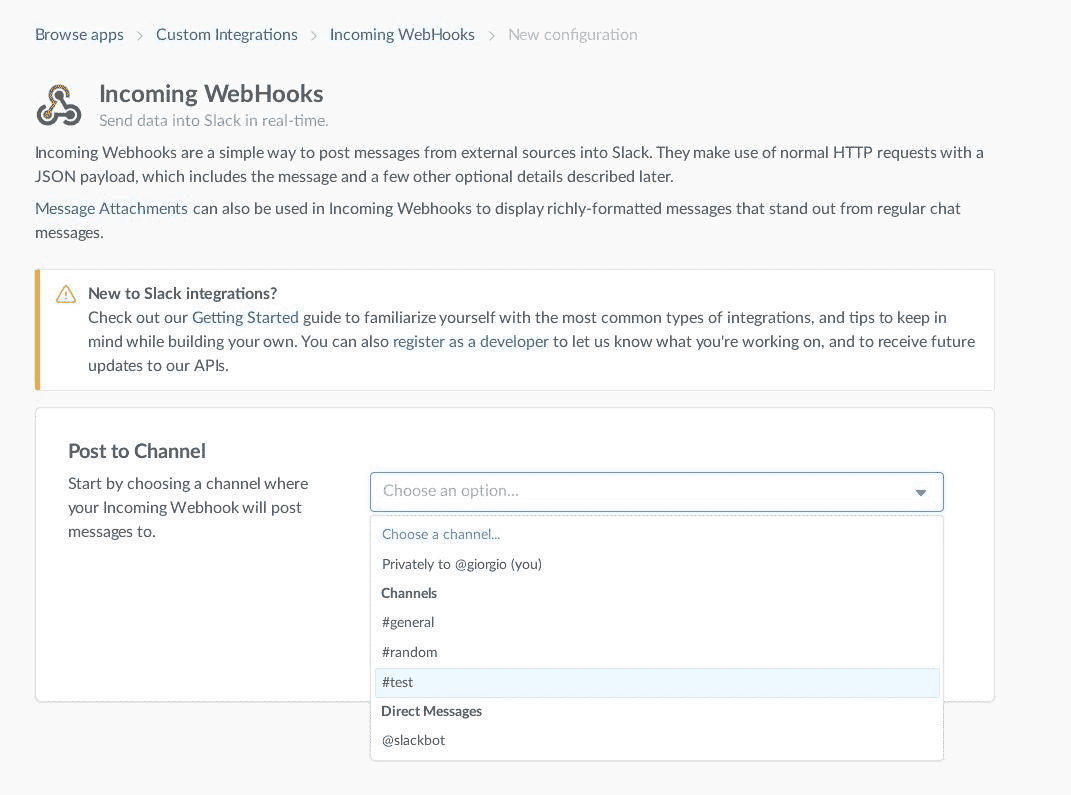 Browse apps > Custom Integrations > Incoming WebHooks > New configuration
Incoming WebHooks
Send data into Slack in real-time.
Incoming Webhooks are a simple way to post messages from external sources into Slack. They make use of normal HTTP requests with a
JSON payload, which includes the message and a few other optional details described later.
Message Attachments can also be used in Incoming Webhooks to display richly-formatted messages that stand out from regular chat
messages.
New to Slack integrations?
Check out our Getting Started guide to familiarize yourself with the most common types of integrations, and tips to keep in
mind while building your own. You can also register as a developer to let us know what you're working on, and to receive future
updates to our APIs.
Post to Channel
Start by choosing a channel where
your Incoming Webhook will post
messages to.
Choose an option...
Choose a channel...
Privately to @giorgio (you)
Channels
#general
#random
#test
Direct Messages
@slackbot